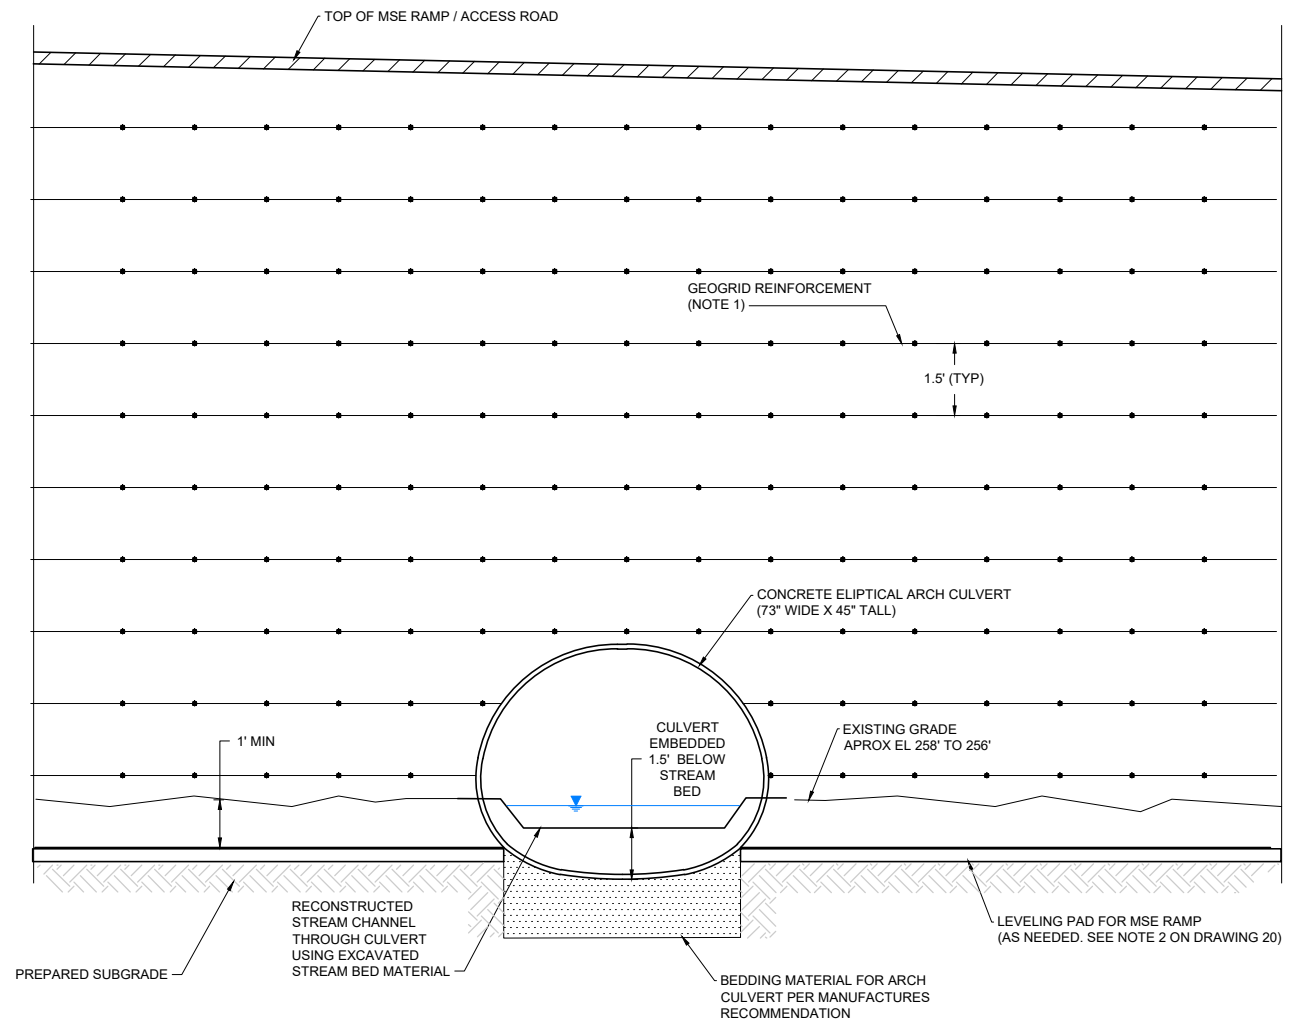 TOP OF MSE RAMP / ACCESS ROAD
GEOGRID REINFORCEMENT
(NOTE 1)
1.5' (TYP)
CONCRETE ELIPTICAL ARCH CULVERT
(73" WIDE X 45" TALL)
CULVERT
EMBEDDED
1.5' BELOW
STREAM
BED
1' MIN
EXISTING GRADE
APROX EL 258' TO 256'
RECONSTRUCTED
STREAM CHANNEL
THROUGH CULVERT
USING EXCAVATED
STREAM BED MATERIAL
LEVELING PAD FOR MSE RAMP
(AS NEEDED. SEE NOTE 2 ON DRAWING 20)
PREPARED SUBGRADE
BEDDING MATERIAL FOR ARCH
CULVERT PER MANUFACTURES
RECOMMENDATION